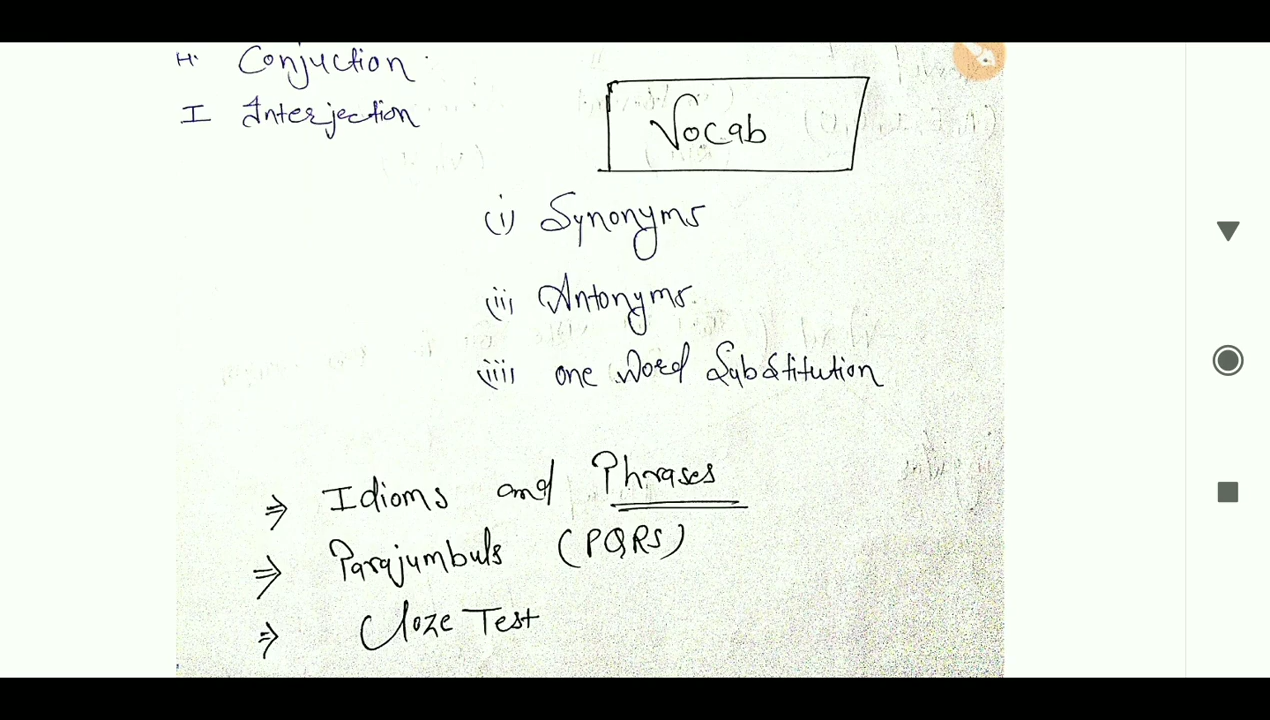 H. Conjuction
I Interjection
Vocab
(i) Synonyms
(ii) Antonyms
(iii) one Word Substitution
⇒ Idioms and Phrases
⇒ Parajumbuls (PQRS)
⇒ Cloze Test